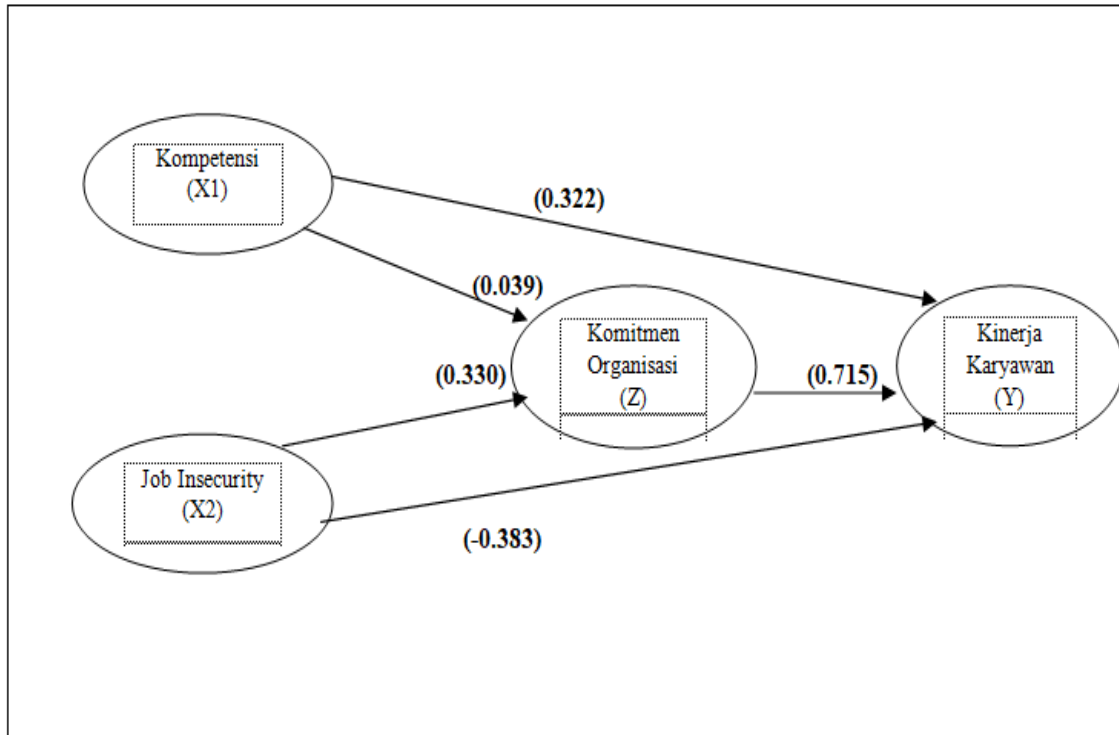 Kompetensi
(X1)
(0.322)
(0.039)
Komitmen
Organisasi
(Z)
Kinerja
Karyawan
(Y)
(0.330)
(0.715)
Job Insecurity
(X2)
(-0.383)